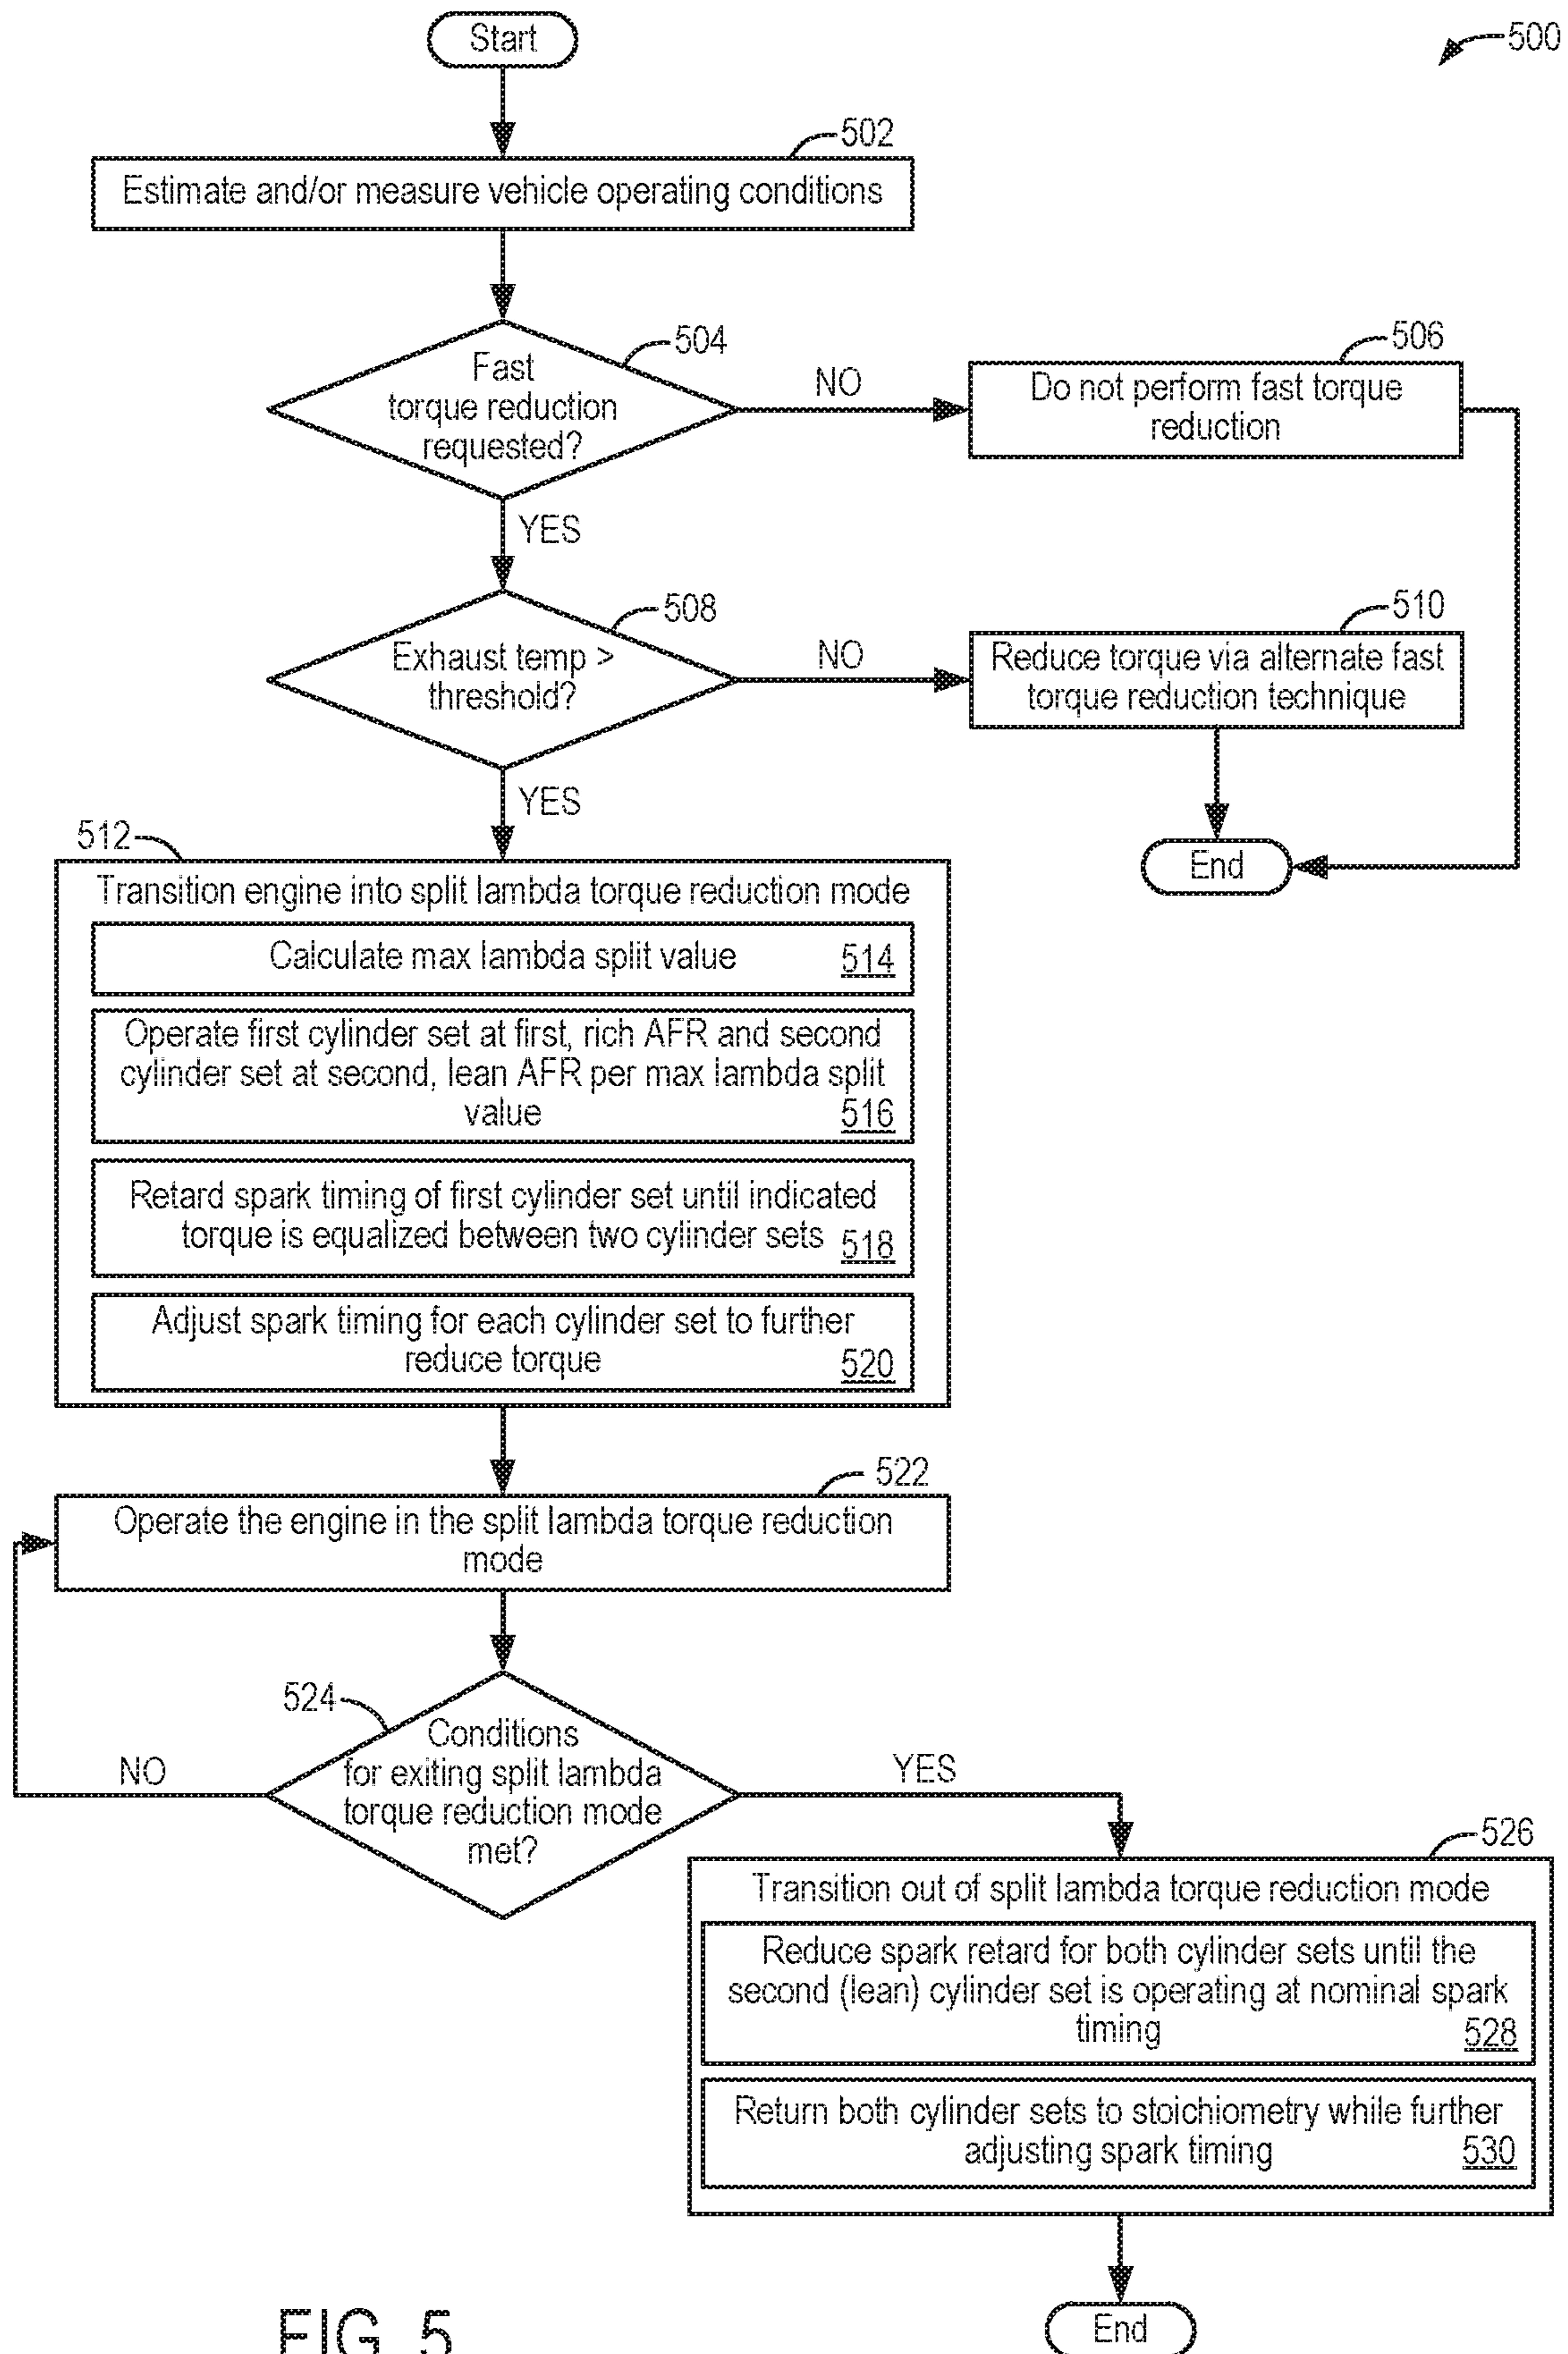 Start
500
502
Estimate and/or measure vehicle operating conditions
504
Fast
torque reduction
requested?
NO
506
Do not perform fast torque
reduction
YES
508
Exhaust temp >
threshold?
NO
510
Reduce torque via alternate fast
torque reduction technique
YES
End
512
Transition engine into split lambda torque reduction mode
Calculate max lambda split value 514
Operate first cylinder set at first, rich AFR and second
cylinder set at second, lean AFR per max lambda split
value 516
Retard spark timing of first cylinder set until indicated
torque is equalized between two cylinder sets 518
Adjust spark timing for each cylinder set to further
reduce torque 520
522
Operate the engine in the split lambda torque reduction
mode
524
Conditions
for exiting split lambda
torque reduction mode
met?
NO
YES
526
Transition out of split lambda torque reduction mode
Reduce spark retard for both cylinder sets until the
second (lean) cylinder set is operating at nominal spark
timing 528
Return both cylinder sets to stoichiometry while further
adjusting spark timing 530
End
FIG. 5